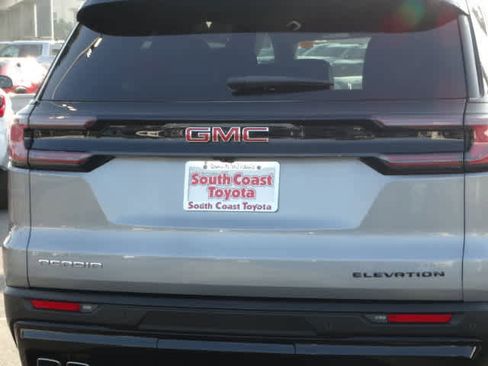 GMC
South Coast
Toyota
South Coast Toyota
ACADIA
ELEVATION